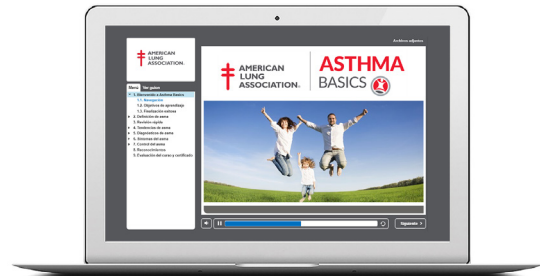 Archivos adjuntos
AMERICAN
LUNG
ASSOCIATION.
AMERICAN
LUNG
ASSOCIATION.
ASTHMA
BASICS
Menú Ver guion
1. Bienvenido a Asthma Basics
1.1. Navegación
1.2. Objetivos de aprendizaje
1.3. Finalización exitosa
2. Definición de asma
3. Revisión rápida
4. Tendencias de asma
5. Diagnósticos de asma
6. Síntomas del asma
7. Control del asma
8. Reconocimientos
9. Evaluación del curso y certificado
Siguiente >